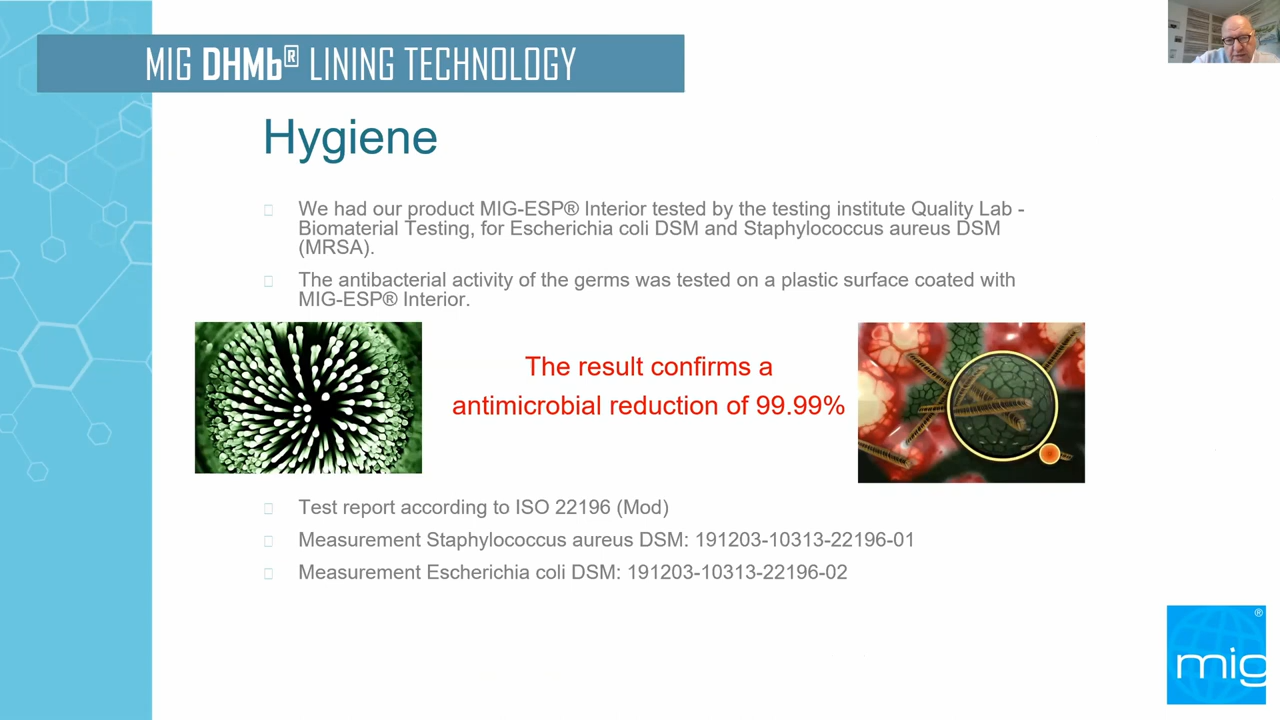 MIG DHMb® LINING TECHNOLOGY
Hygiene
We had our product MIG-ESP® Interior tested by the testing institute Quality Lab -
Biomaterial Testing, for Escherichia coli DSM and Staphylococcus aureus DSM
(MRSA).
The antibacterial activity of the germs was tested on a plastic surface coated with
MIG-ESP® Interior.
The result confirms a
antimicrobial reduction of 99.99%
Test report according to ISO 22196 (Mod)
Measurement Staphylococcus aureus DSM: 191203-10313-22196-01
Measurement Escherichia coli DSM: 191203-10313-22196-02
®
mig